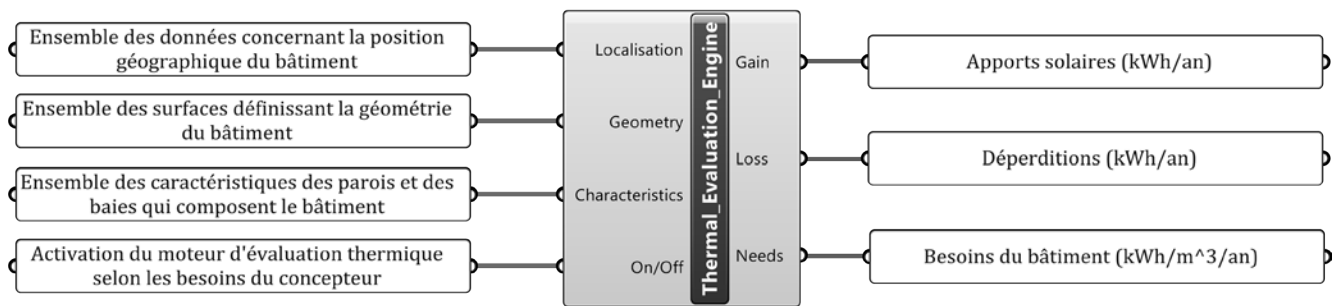 Ensemble des données concernant la position
géographique du bâtiment
Ensemble des surfaces définissant la géométrie
du bâtiment
Ensemble des caractéristiques des parois et des
baies qui composent le bâtiment
Activation du moteur d'évaluation thermique
selon les besoins du concepteur
Localisation
Geometry
Characteristics
On/Off
Thermal_Evaluation_Engine
Gain
Loss
Needs
Apports solaires (kWh/an)
Déperditions (kWh/an)
Besoins du bâtiment (kWh/m^3/an)